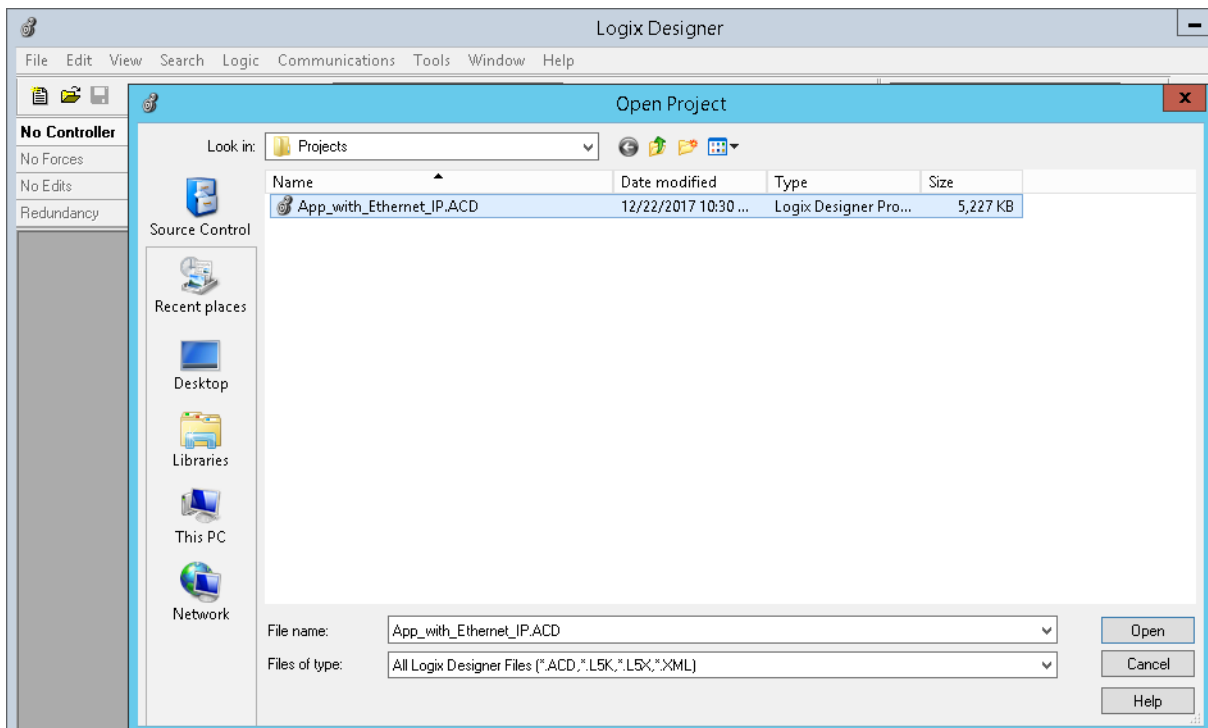 Logix Designer
File Edit View Search Logic Communications Tools Window Help
Open Project
x
No Controller
No Forces
No Edits
Redundancy
Look in: Projects
Name Date modified Type Size
App_with_Ethernet_IP.ACD 12/22/2017 10:30 ... Logix Designer Pro... 5,227 KB
Source Control
Recent places
Desktop
Libraries
This PC
Network
File name: App_with_Ethernet_IP.ACD Open
Files of type: All Logix Designer Files (*.ACD,*.L5K,*.L5X,*.XML) Cancel
Help